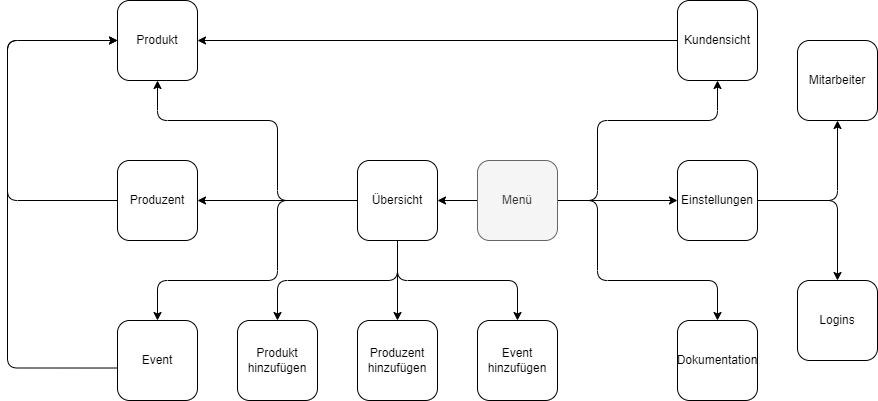 Produkt
Kundensicht
Mitarbeiter
Produzent
Übersicht
Menü
Einstellungen
Event
Produkt
hinzufügen
Produzent
hinzufügen
Event
hinzufügen
Dokumentation
Logins